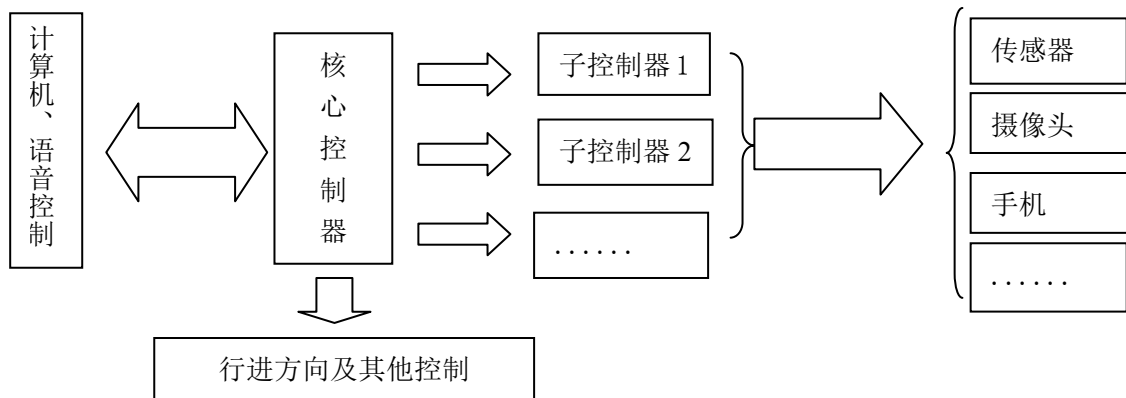 计算机、语音控制
核心控制器
子控制器 1
子控制器 2
......
传感器
摄像头
手机
......
行进方向及其他控制